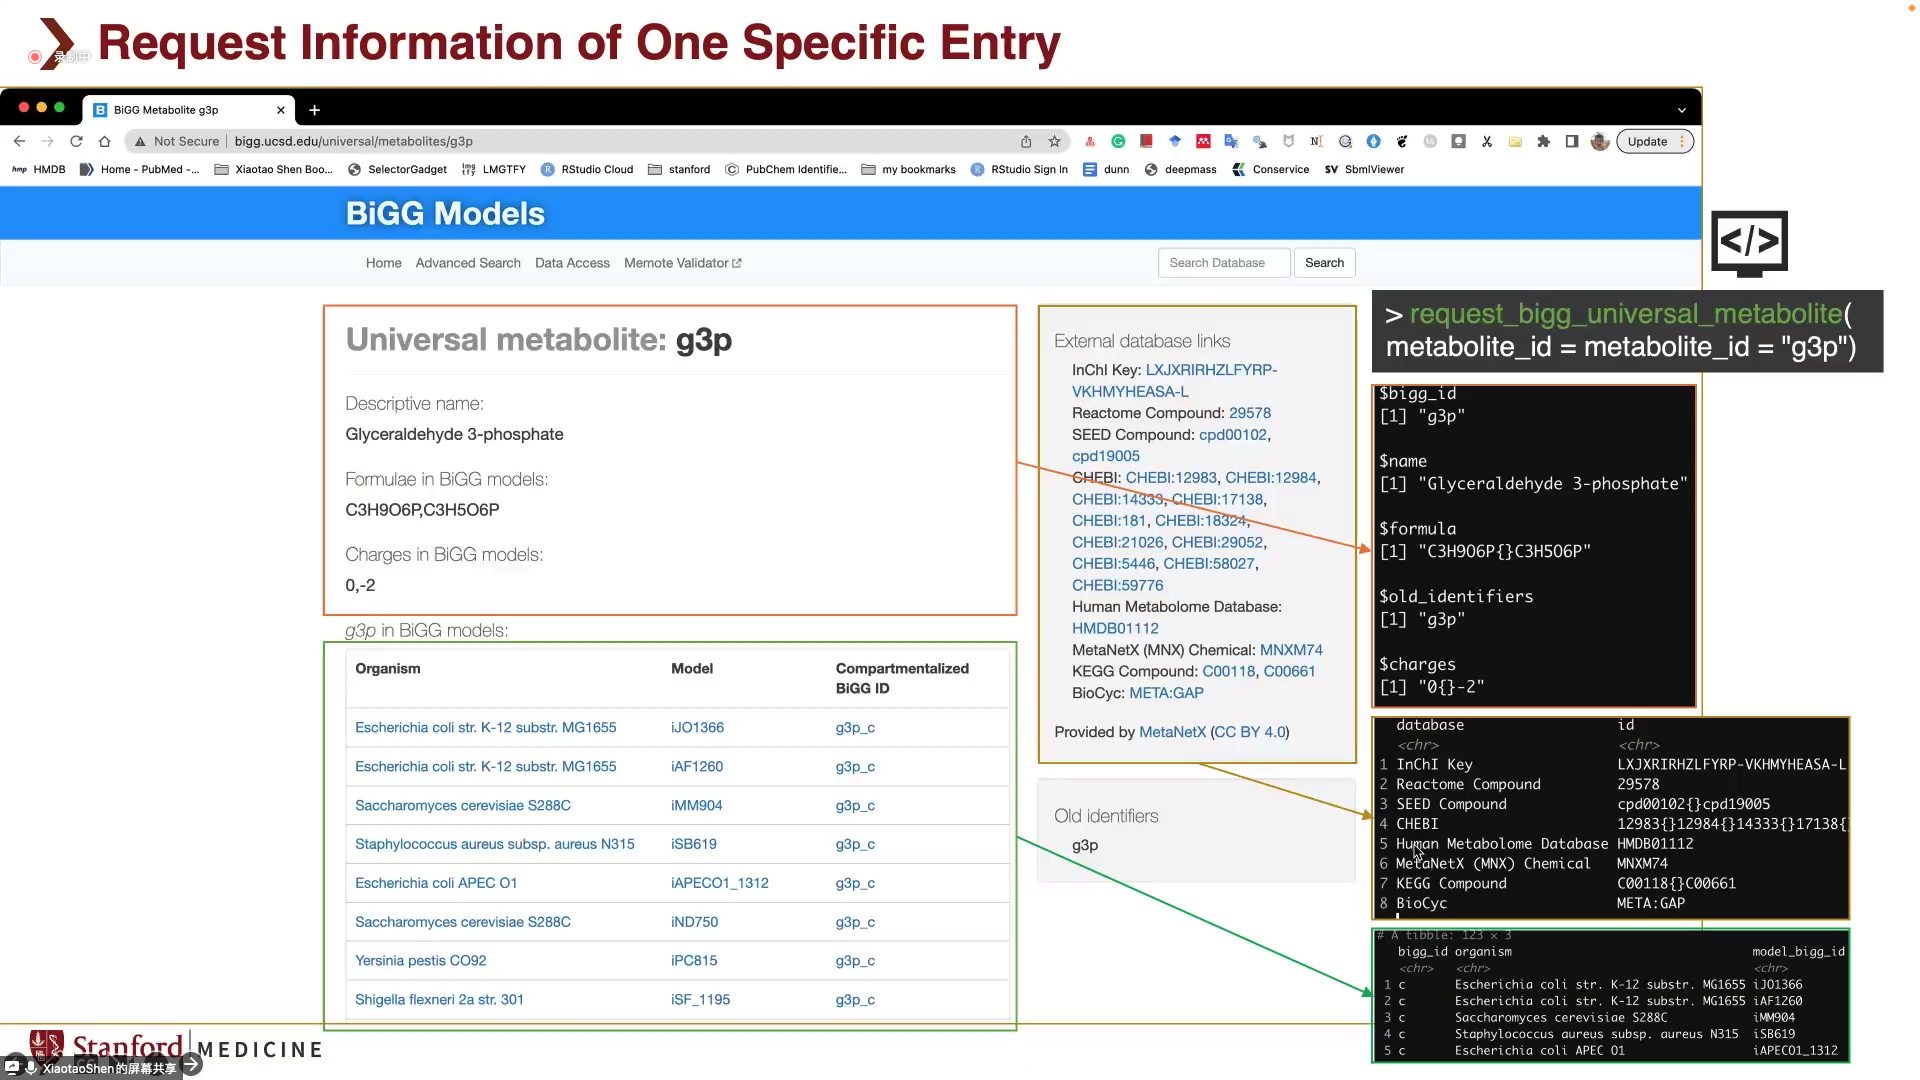 Request Information of One Specific Entry
录制中
BiGG Metabolite g3p
Not Secure | bigg.ucsd.edu/universal/metabolites/g3p
Update
HMDB
Home - PubMed -...
Xiaotao Shen Boo...
SelectorGadget
LMGTFY
RStudio Cloud
stanford
PubChem Identifie...
my bookmarks
RStudio Sign In
dunn
deepmass
Conservice
SV SbmlViewer
BiGG Models
Home
Advanced Search
Data Access
Memote Validator
Search Database
Search
Universal metabolite: g3p
Descriptive name:
Glyceraldehyde 3-phosphate
Formulae in BiGG models:
C3H9O6P,C3H5O6P
Charges in BiGG models:
0,-2
g3p in BiGG models:
Organism Model Compartmentalized BiGG ID
Escherichia coli str. K-12 substr. MG1655 iJO1366 g3p_c
Escherichia coli str. K-12 substr. MG1655 iAF1260 g3p_c
Saccharomyces cerevisiae S288C iMM904 g3p_c
Staphylococcus aureus subsp. aureus N315 iSB619 g3p_c
Escherichia coli APEC O1 iAPECO1_1312 g3p_c
Saccharomyces cerevisiae S288C iND750 g3p_c
Yersinia pestis CO92 iPC815 g3p_c
Shigella flexneri 2a str. 301 iSF_1195 g3p_c
External database links
InChI Key: LXJXRIRHZLFYRP-
VKHMYHEASA-L
Reactome Compound: 29578
SEED Compound: cpd00102,
cpd19005
CHEBI: CHEBI:12983, CHEBI:12984,
CHEBI:14333, CHEBI:17138,
CHEBI:181, CHEBI:18324,
CHEBI:21026, CHEBI:29052,
CHEBI:5446, CHEBI:58027,
CHEBI:59776
Human Metabolome Database:
HMDB01112
MetaNetX (MNX) Chemical: MNXM74
KEGG Compound: C00118, C00661
BioCyc: META:GAP
Provided by MetaNetX (CC BY 4.0)
Old identifiers
g3p
</>
> request_bigg_universal_metabolite(
metabolite_id = metabolite_id = "g3p")
$bigg_id
[1] "g3p"
$name
[1] "Glyceraldehyde 3-phosphate"
$formula
[1] "C3H9O6P{}C3H5O6P"
$old_identifiers
[1] "g3p"
$charges
[1] "0{}-2"
database id
<chr> <chr>
1 InChI Key LXJXRIRHZLFYRP-VKHMYHEASA-L
2 Reactome Compound 29578
3 SEED Compound cpd00102{}cpd19005
4 CHEBI 12983{}12984{}14333{}17138{
5 Human Metabolome Database HMDB01112
6 MetaNetX (MNX) Chemical MNXM74
7 KEGG Compound C00118{}C00661
8 BioCyc META:GAP
# A tibble: 123 × 3
bigg_id organism model_bigg_id
<chr> <chr> <chr>
1 c Escherichia coli str. K-12 substr. MG1655 iJO1366
2 c Escherichia coli str. K-12 substr. MG1655 iAF1260
3 c Saccharomyces cerevisiae S288C iMM904
4 c Staphylococcus aureus subsp. aureus N315 iSB619
5 c Escherichia coli APEC O1 iAPECO1_1312
Stanford MEDICINE
XiaotaoShen的屏幕共享